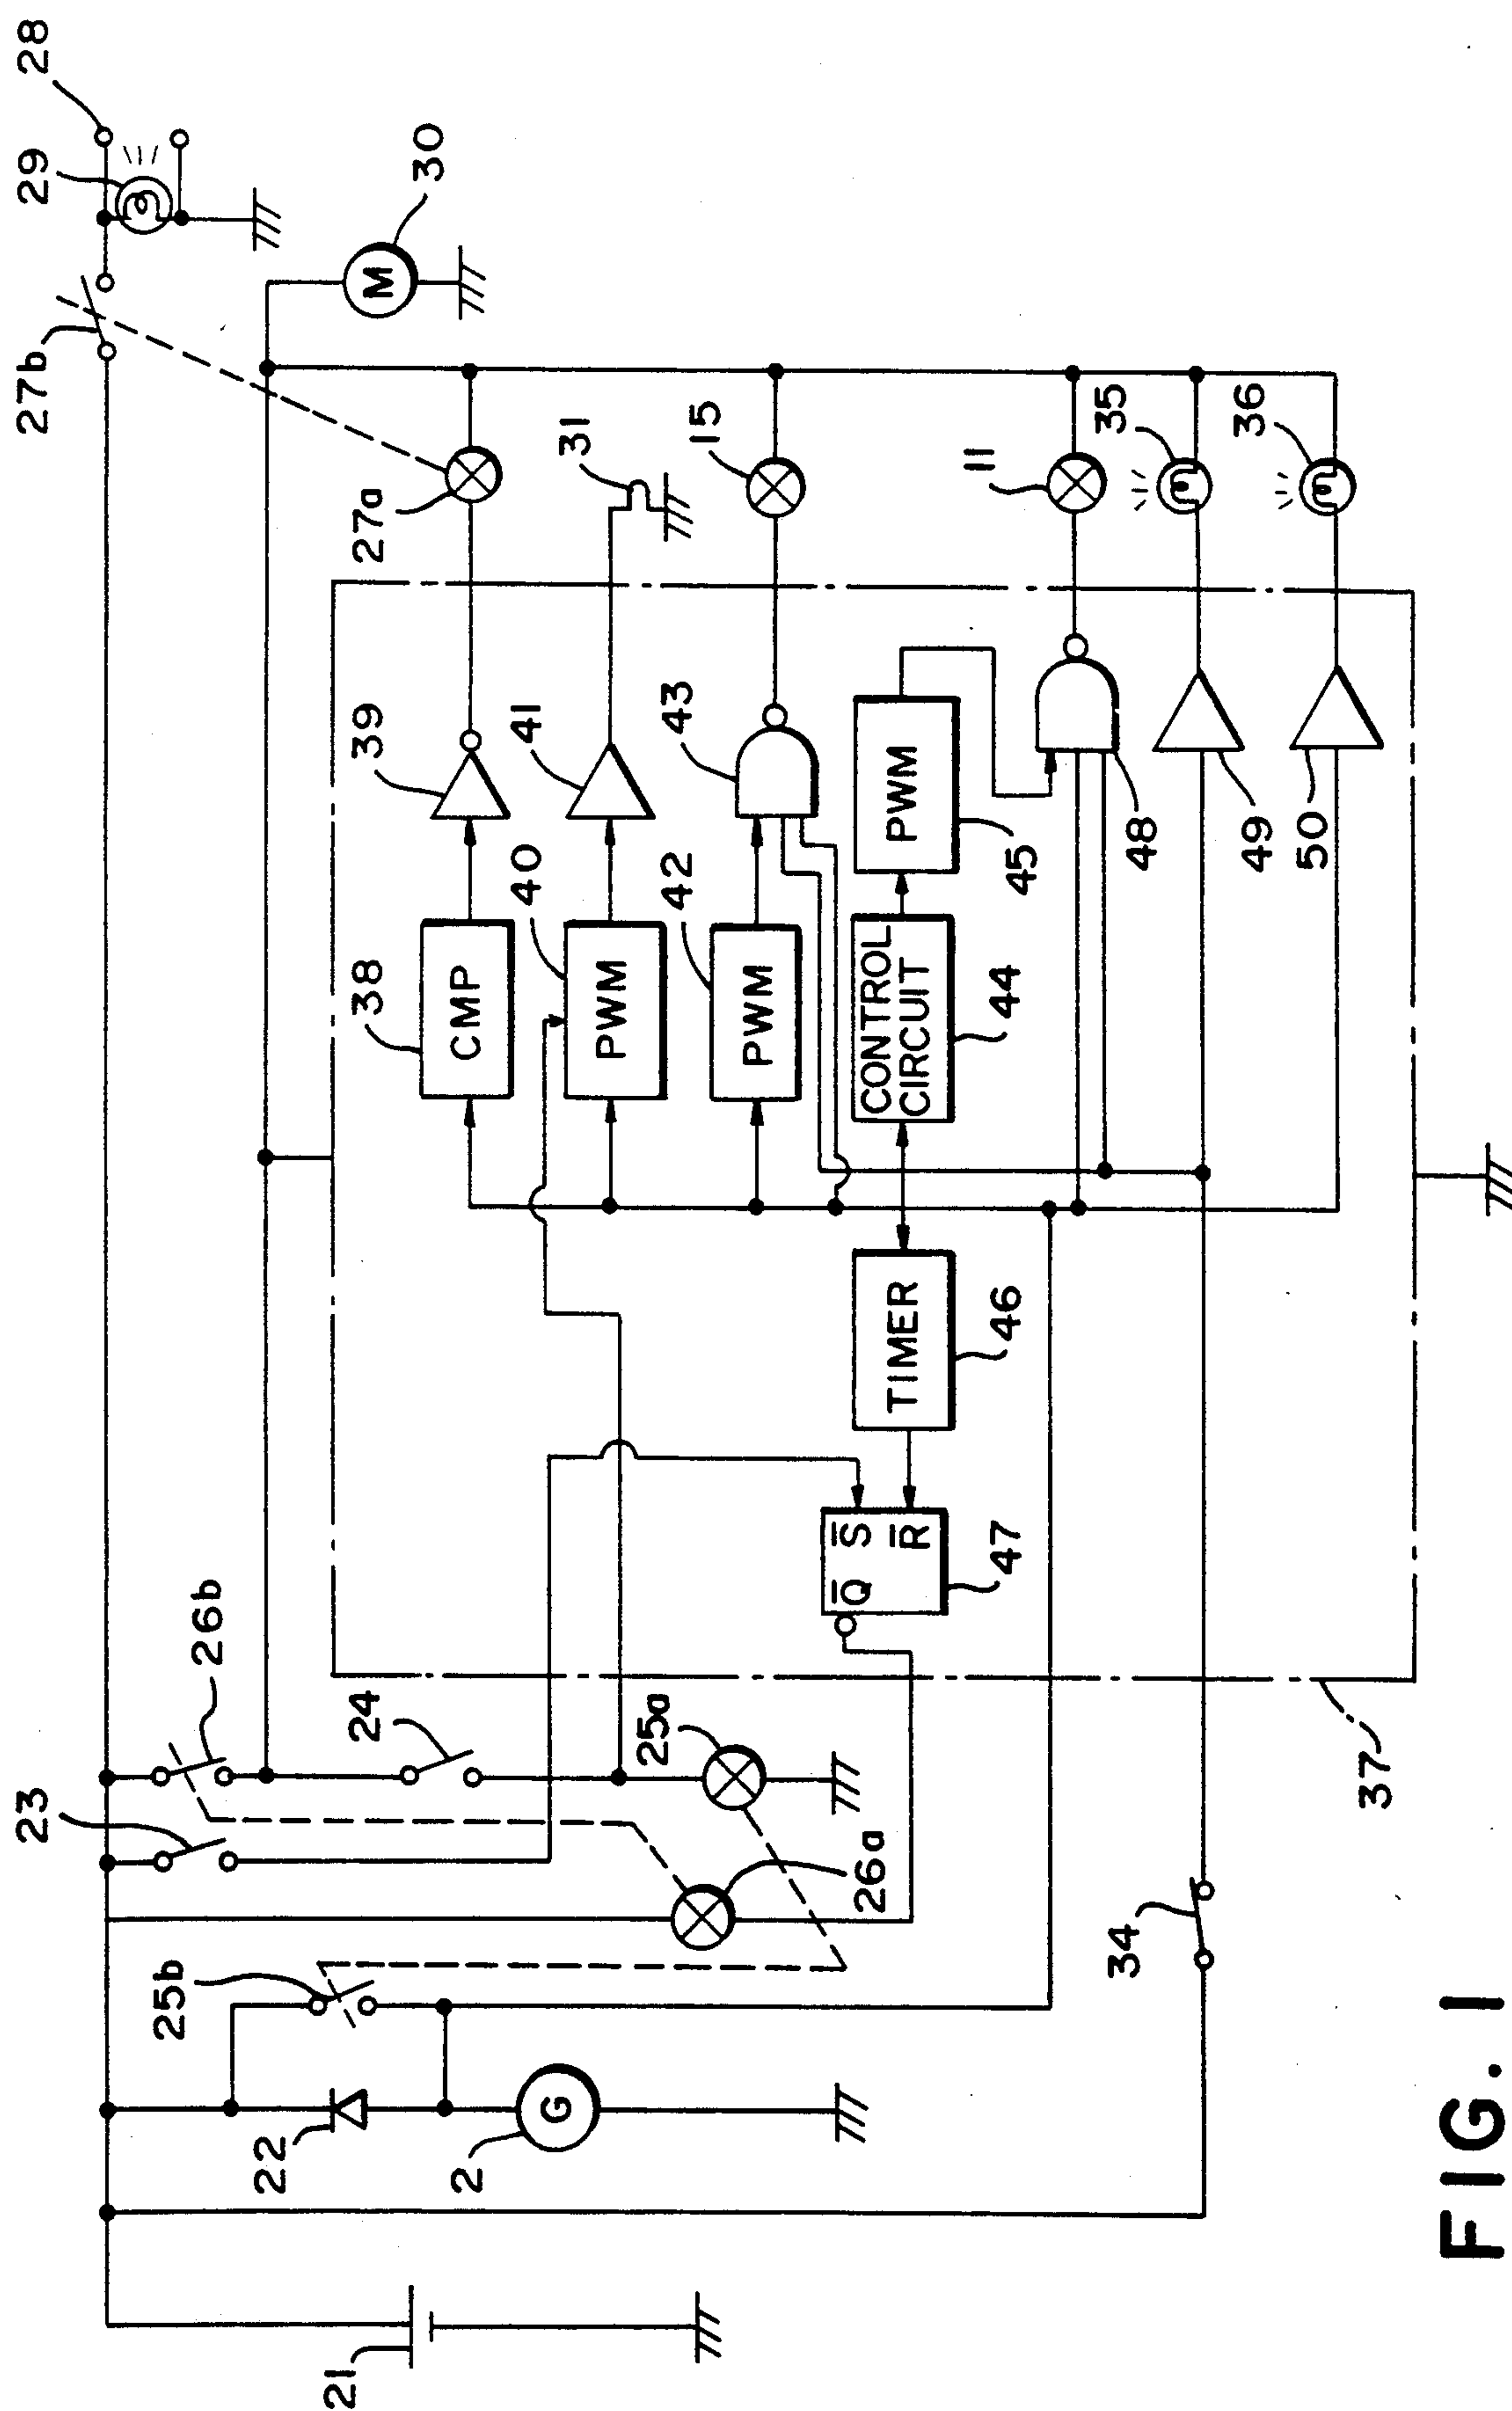 28
29
27b
30
M
31
27a
15
11
35
36
39
41
43
PWM
45
48
49
50
38
CMP
40
PWM
42
PWM
CONTROL
CIRCUIT
44
TIMER
46
S̅
R̅
Q̅
47
26b
24
25a
23
26a
37
25b
34
22
G
2
21
FIG. 1